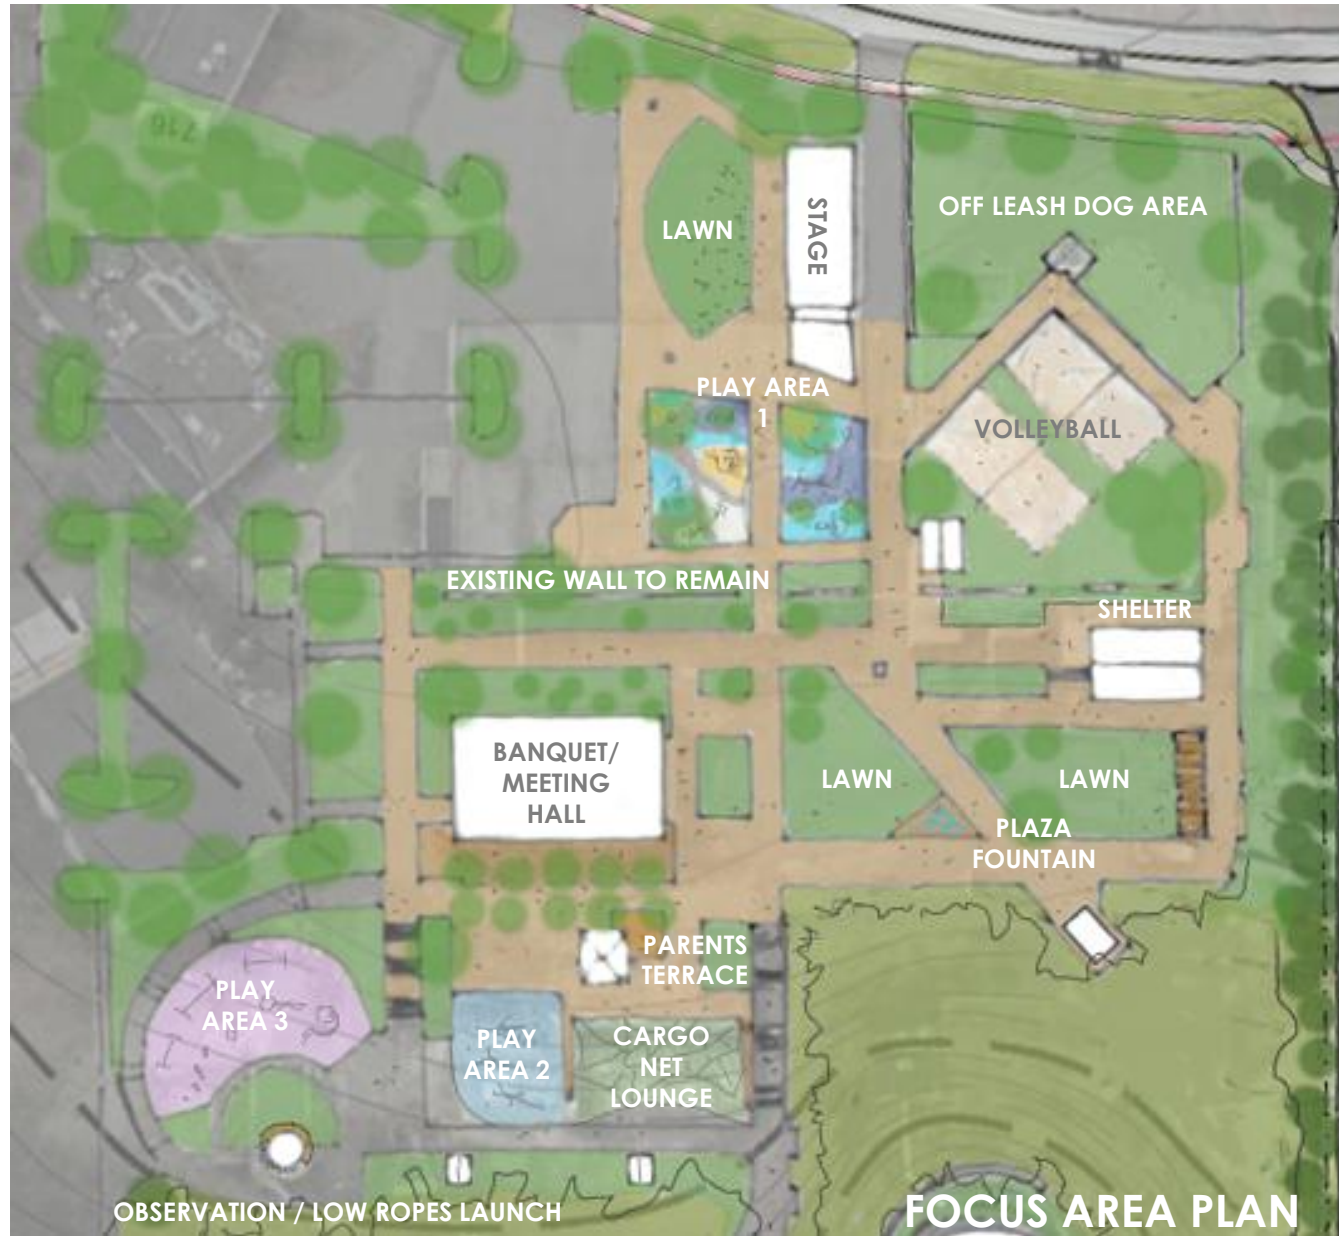 716
LAWN
STAGE
OFF LEASH DOG AREA
PLAY AREA
1
VOLLEYBALL
EXISTING WALL TO REMAIN
SHELTER
BANQUET/
MEETING
HALL
LAWN
LAWN
PLAZA
FOUNTAIN
PARENTS
TERRACE
PLAY
AREA 3
PLAY
AREA 2
CARGO
NET
LOUNGE
OBSERVATION / LOW ROPES LAUNCH
FOCUS AREA PLAN